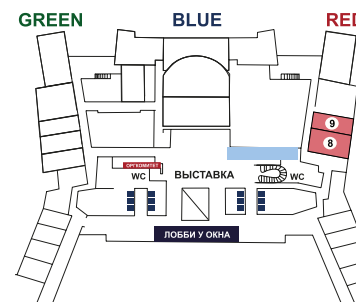 GREEN BLUE RED
9
8
ОРГКОМИТЕТ
WC ВЫСТАВКА WC
ЛОББИ У ОКНА